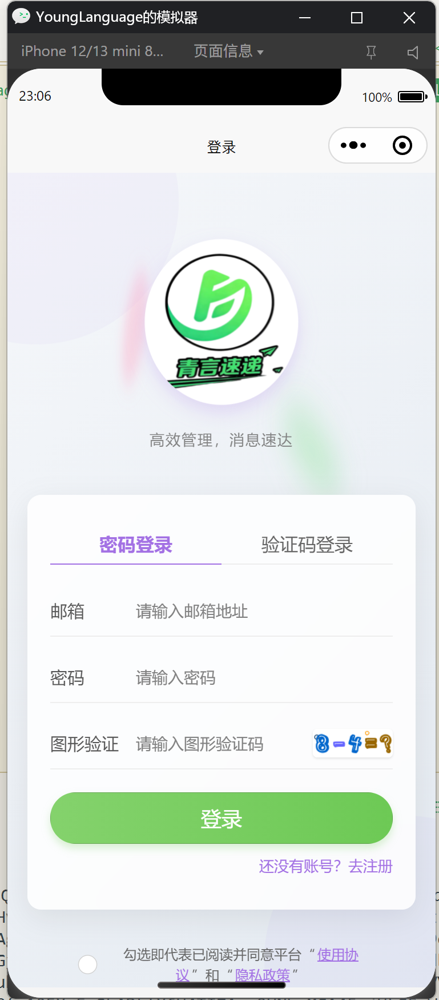 YoungLanguage的模拟器
iPhone 12/13 mini 8... 页面信息
23:06 100%
登录
青言速递
高效管理，消息速达
密码登录 验证码登录
邮箱 请输入邮箱地址
密码 请输入密码
图形验证 请输入图形验证码 8-4=?
登录
还没有账号？去注册
勾选即代表已阅读并同意平台“使用协
议”和“隐私政策”